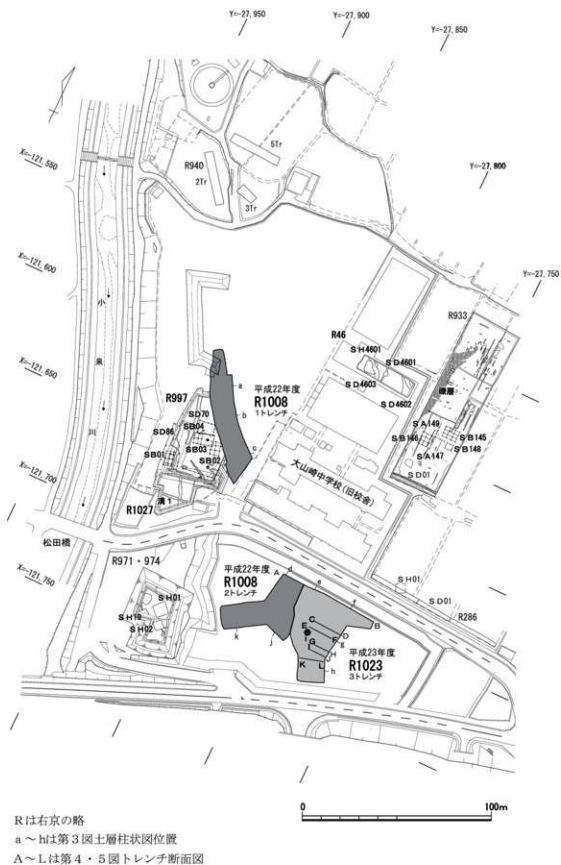 Y=-27,950
Y=-27,900
Y=-27,850
Y=-27,800
Y=-27,750
X=-121,550
X=-121,600
X=-121,650
X=-121,700
X=-121,750
R940
2Tr
5Tr
3Tr
小泉川
R933
R46
SH4601
SD4601
SD4603
SD4602
礫層
SA149
SB146
SB145
SB148
SA147
SD01
平成22年度
R1008
1トレンチ
a
b
c
R997
SD70
SD86
SB04
SB03
SB01
SB02
溝1
R1027
大山崎中学校(旧校舎)
松田橋
R971・974
SH01
SH19
SH02
平成22年度
R1008
2トレンチ
A
d
e
f
B
C
E
D
F
g
G
i
I
H
j
k
K
L
h
平成23年度
R1023
3トレンチ
SH01
SD01
R286
Rは右京の略
a~hは第3図土層柱状図位置
A~Lは第4・5図トレンチ断面図
0
100m